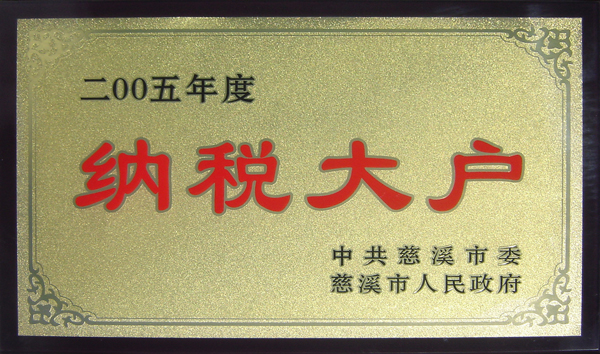 二00五年度
纳税大户
中共慈溪市委
慈溪市人民政府